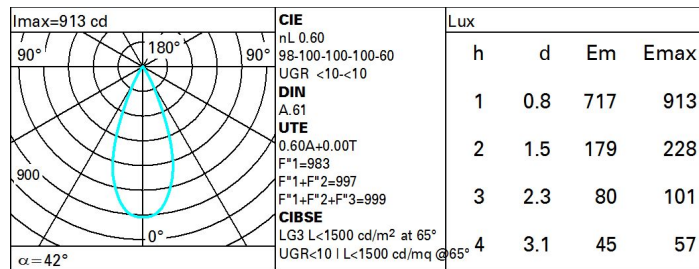 Imax=913 cd
90°
180°
90°
900
0°
α=42°
CIE
nL 0.60
98-100-100-100-60
UGR <10-<10
DIN
A.61
UTE
0.60A+0.00T
F"1=983
F"1+F"2=997
F"1+F"2+F"3=999
CIBSE
LG3 L<1500 cd/m² at 65°
UGR<10 | L<1500 cd/mq @65°
Lux
h d Em Emax
1 0.8 717 913
2 1.5 179 228
3 2.3 80 101
4 3.1 45 57